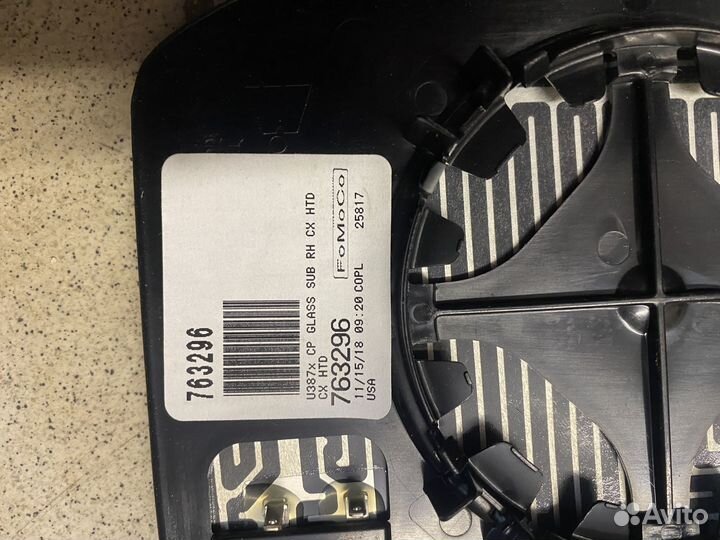 763296
U387x CP GLASS SUB RH CX HTD
CX HTD
763296
11/15/18 09:20 COPL
USA
FoMoCo
25817
Avito